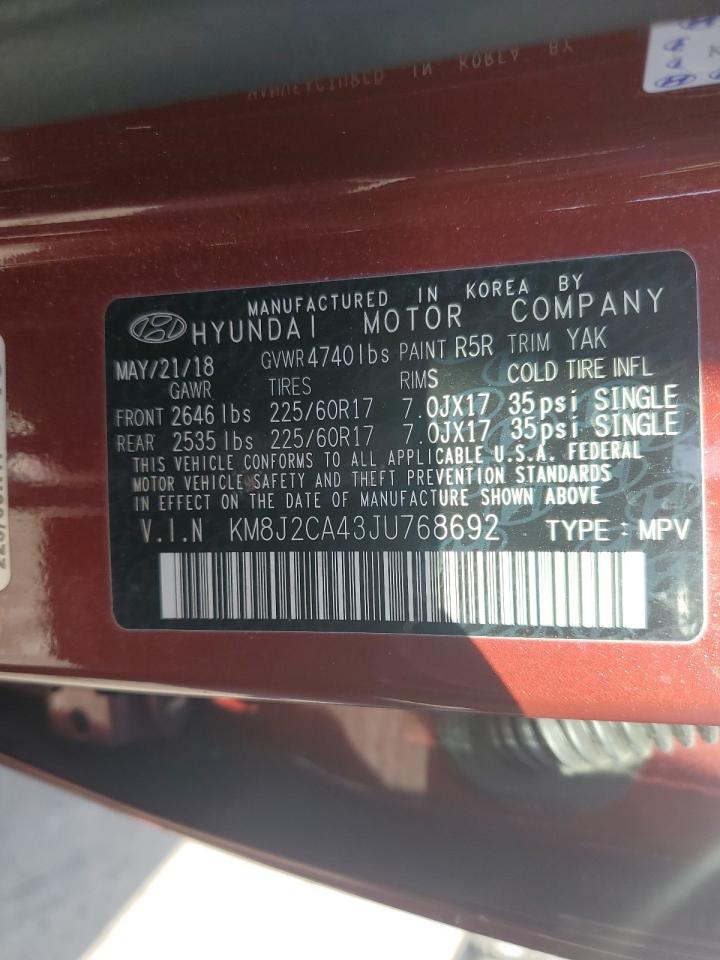 MANUFACTURED IN KOREA BY
HYUNDAI MOTOR COMPANY
MAY/21/18 GVWR 4740lbs PAINT R5R TRIM YAK
GAWR TIRES RIMS COLD TIRE INFL
FRONT 2646 lbs 225/60R17 7.0JX17 35psi SINGLE
REAR 2535 lbs 225/60R17 7.0JX17 35psi SINGLE
THIS VEHICLE CONFORMS TO ALL APPLICABLE U.S.A. FEDERAL
MOTOR VEHICLE SAFETY AND THEFT PREVENTION STANDARDS
IN EFFECT ON THE DATE OF MANUFACTURE SHOWN ABOVE
V.I.N KM8J2CA43JU768692 TYPE : MPV